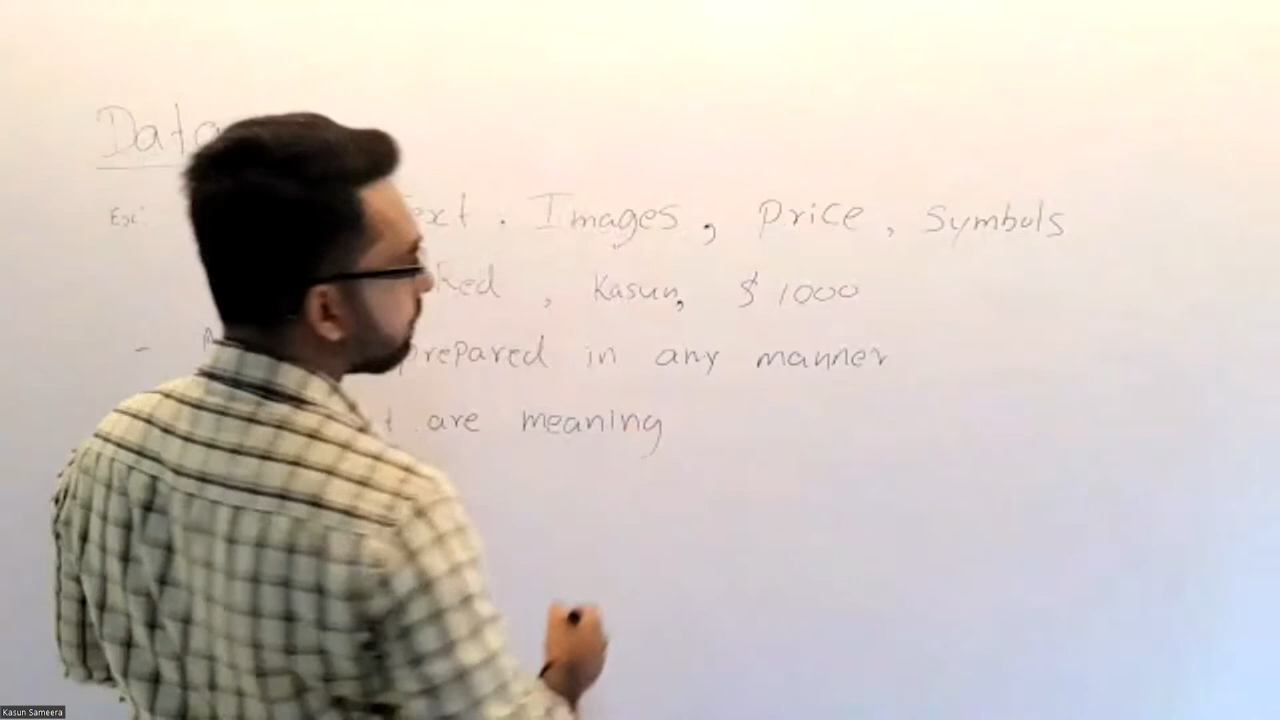 Data
Ex: Text . Images , Price , Symbols
Red , Kasun, $ 1000
- prepared in any manner
are meaning
Kasun Sameera